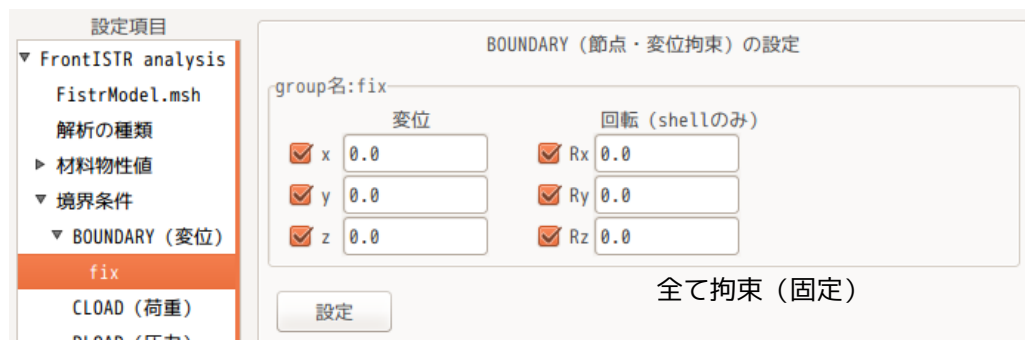 設定項目
FrontISTR analysis
FistrModel.msh
解析の種類
材料物性値
境界条件
BOUNDARY (変位)
fix
CLOAD (荷重)
BOUNDARY (節点・変位拘束) の設定
group名:fix
変位 回転 (shellのみ)
x 0.0 Rx 0.0
y 0.0 Ry 0.0
z 0.0 Rz 0.0
全て拘束（固定）
設定